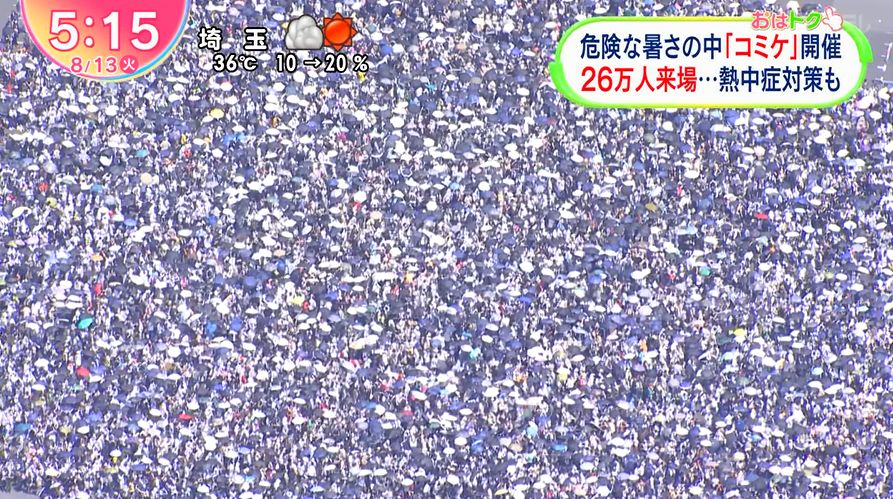 5:15
8/13火
埼 玉
36℃ 10→20%
おはトク
危険な暑さの中「コミケ」開催
26万人来場…熱中症対策も